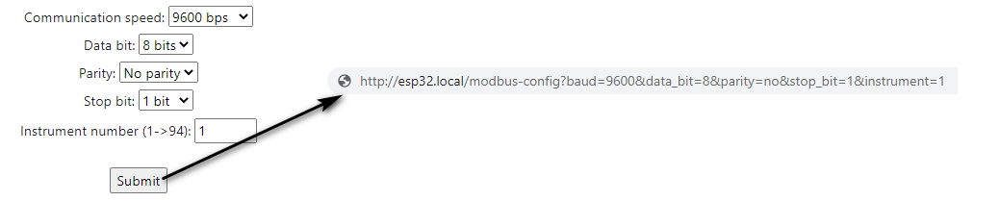 Communication speed: 9600 bps
Data bit: 8 bits
Parity: No parity
http://esp32.local/modbus-config?baud=9600&data_bit=8&parity=no&stop_bit=1&instrument=1
Stop bit: 1 bit
Instrument number (1->94): 1
Submit